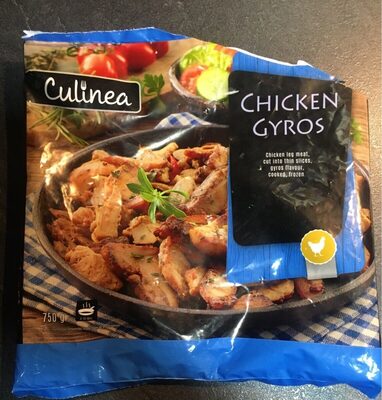 Culinea
CHICKEN
GYROS
Chicken leg meat,
cut into thin slices,
gyros flavour,
cooked, frozen
750 g